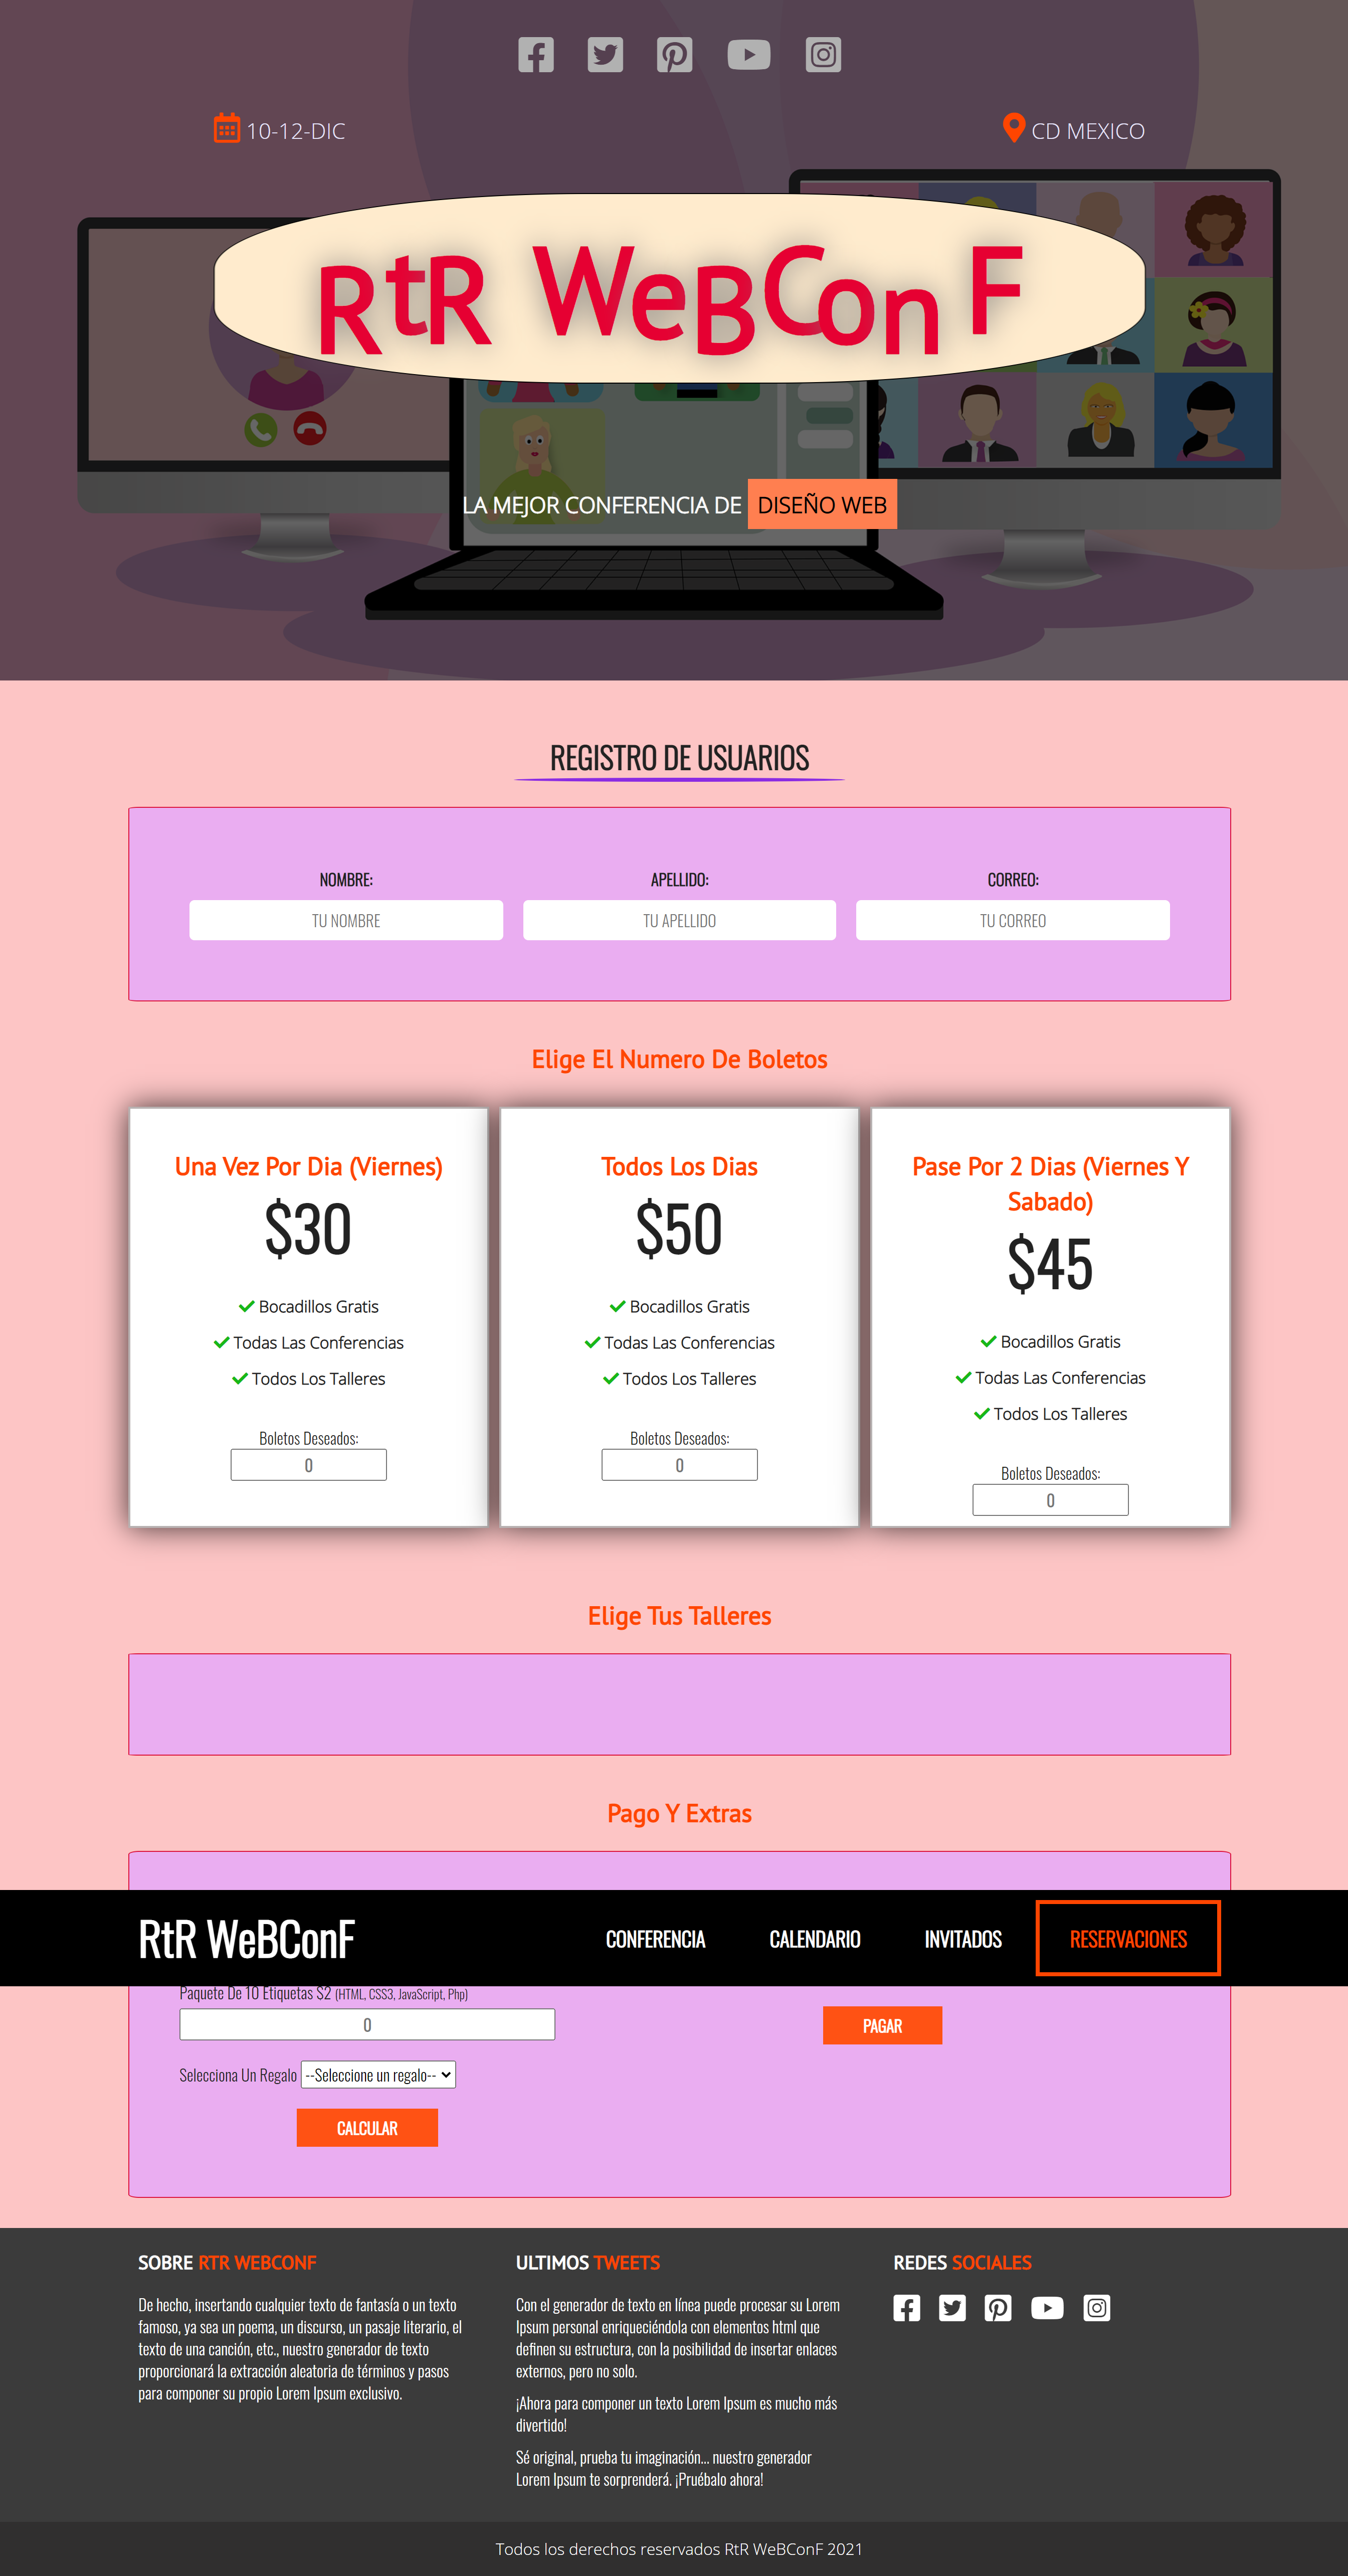 10-12-DIC
CD MEXICO
RtR WeBConF
LA MEJOR CONFERENCIA DE DISEÑO WEB
REGISTRO DE USUARIOS
NOMBRE:
APELLIDO:
CORREO:
TU NOMBRE
TU APELLIDO
TU CORREO
Elige El Numero De Boletos
Una Vez Por Dia (Viernes)
$30
Bocadillos Gratis
Todas Las Conferencias
Todos Los Talleres
Boletos Deseados:
0
Todos Los Dias
$50
Bocadillos Gratis
Todas Las Conferencias
Todos Los Talleres
Boletos Deseados:
0
Pase Por 2 Dias (Viernes Y
Sabado)
$45
Bocadillos Gratis
Todas Las Conferencias
Todos Los Talleres
Boletos Deseados:
0
Elige Tus Talleres
Pago Y Extras
RtR WeBConF
CONFERENCIA
CALENDARIO
INVITADOS
RESERVACIONES
Paquete De 10 Etiquetas $2 (HTML, CSS3, JavaScript, Php)
0
Selecciona Un Regalo --Seleccione un regalo--
CALCULAR
PAGAR
SOBRE RTR WEBCONF
De hecho, insertando cualquier texto de fantasía o un texto
famoso, ya sea un poema, un discurso, un pasaje literario, el
texto de una canción, etc., nuestro generador de texto
proporcionará la extracción aleatoria de términos y pasos
para componer su propio Lorem Ipsum exclusivo.
ULTIMOS TWEETS
Con el generador de texto en línea puede procesar su Lorem
Ipsum personal enriqueciéndola con elementos html que
definen su estructura, con la posibilidad de insertar enlaces
externos, pero no solo.
¡Ahora para componer un texto Lorem Ipsum es mucho más
divertido!
Sé original, prueba tu imaginación... nuestro generador
Lorem Ipsum te sorprenderá. ¡Pruébalo ahora!
REDES SOCIALES
Todos los derechos reservados RtR WeBConF 2021